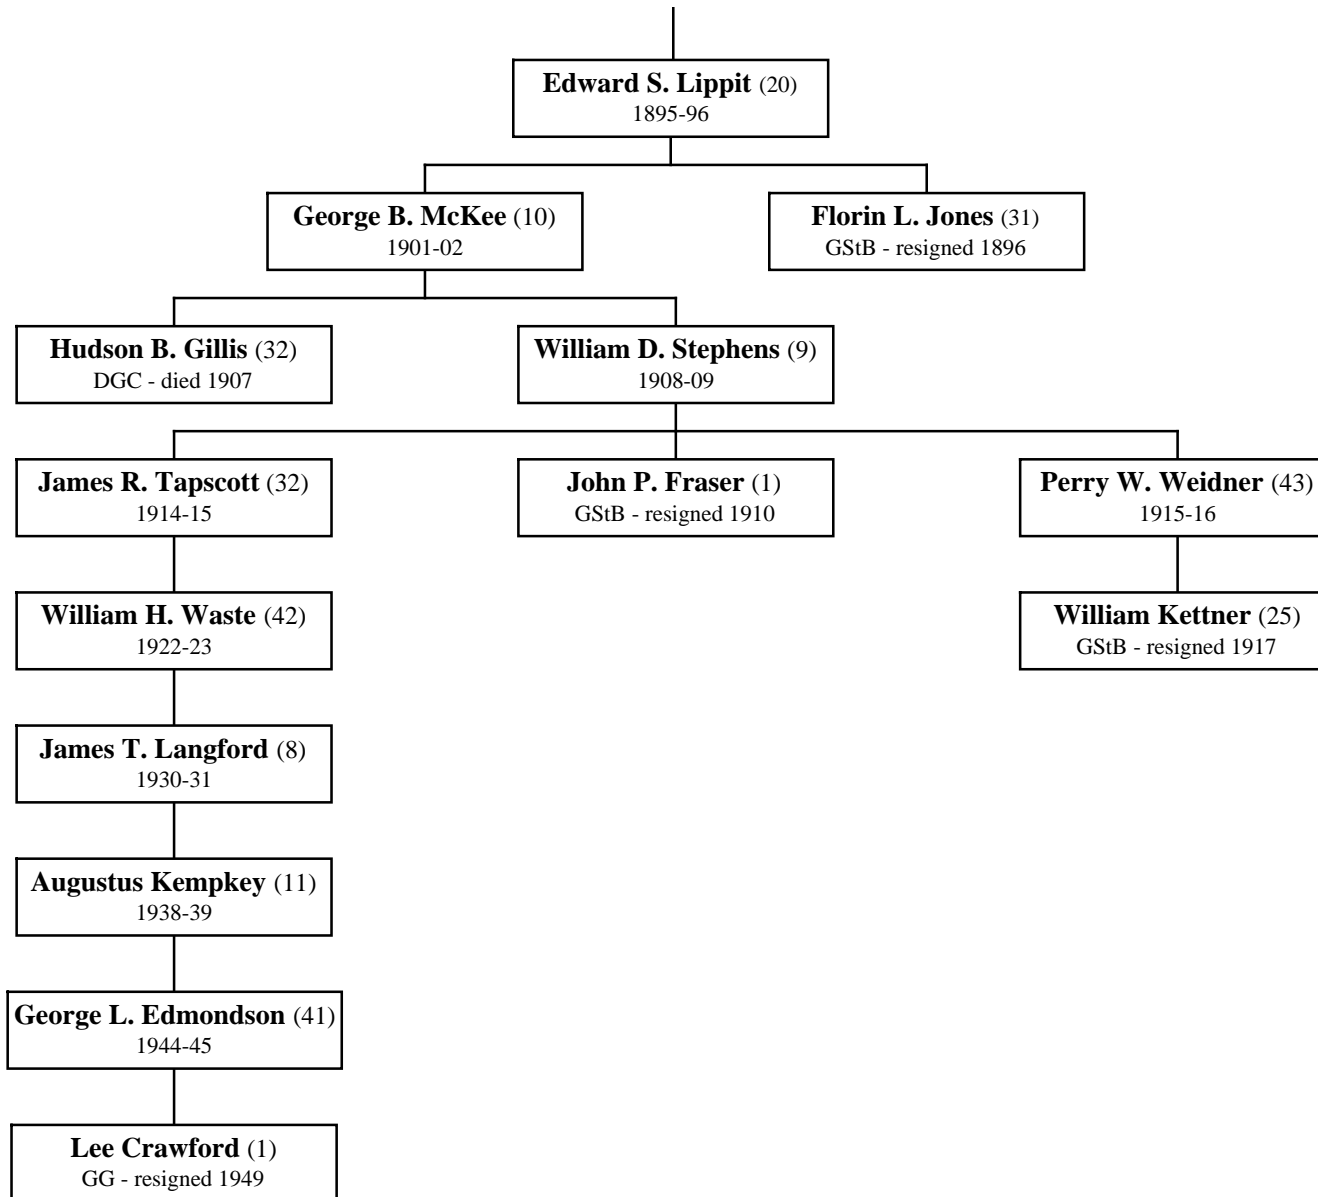 Edward S. Lippit (20)
1895-96
George B. McKee (10)
1901-02
Florin L. Jones (31)
GStB - resigned 1896
Hudson B. Gillis (32)
DGC - died 1907
William D. Stephens (9)
1908-09
James R. Tapscott (32)
1914-15
John P. Fraser (1)
GStB - resigned 1910
Perry W. Weidner (43)
1915-16
William H. Waste (42)
1922-23
William Kettner (25)
GStB - resigned 1917
James T. Langford (8)
1930-31
Augustus Kempkey (11)
1938-39
George L. Edmondson (41)
1944-45
Lee Crawford (1)
GG - resigned 1949